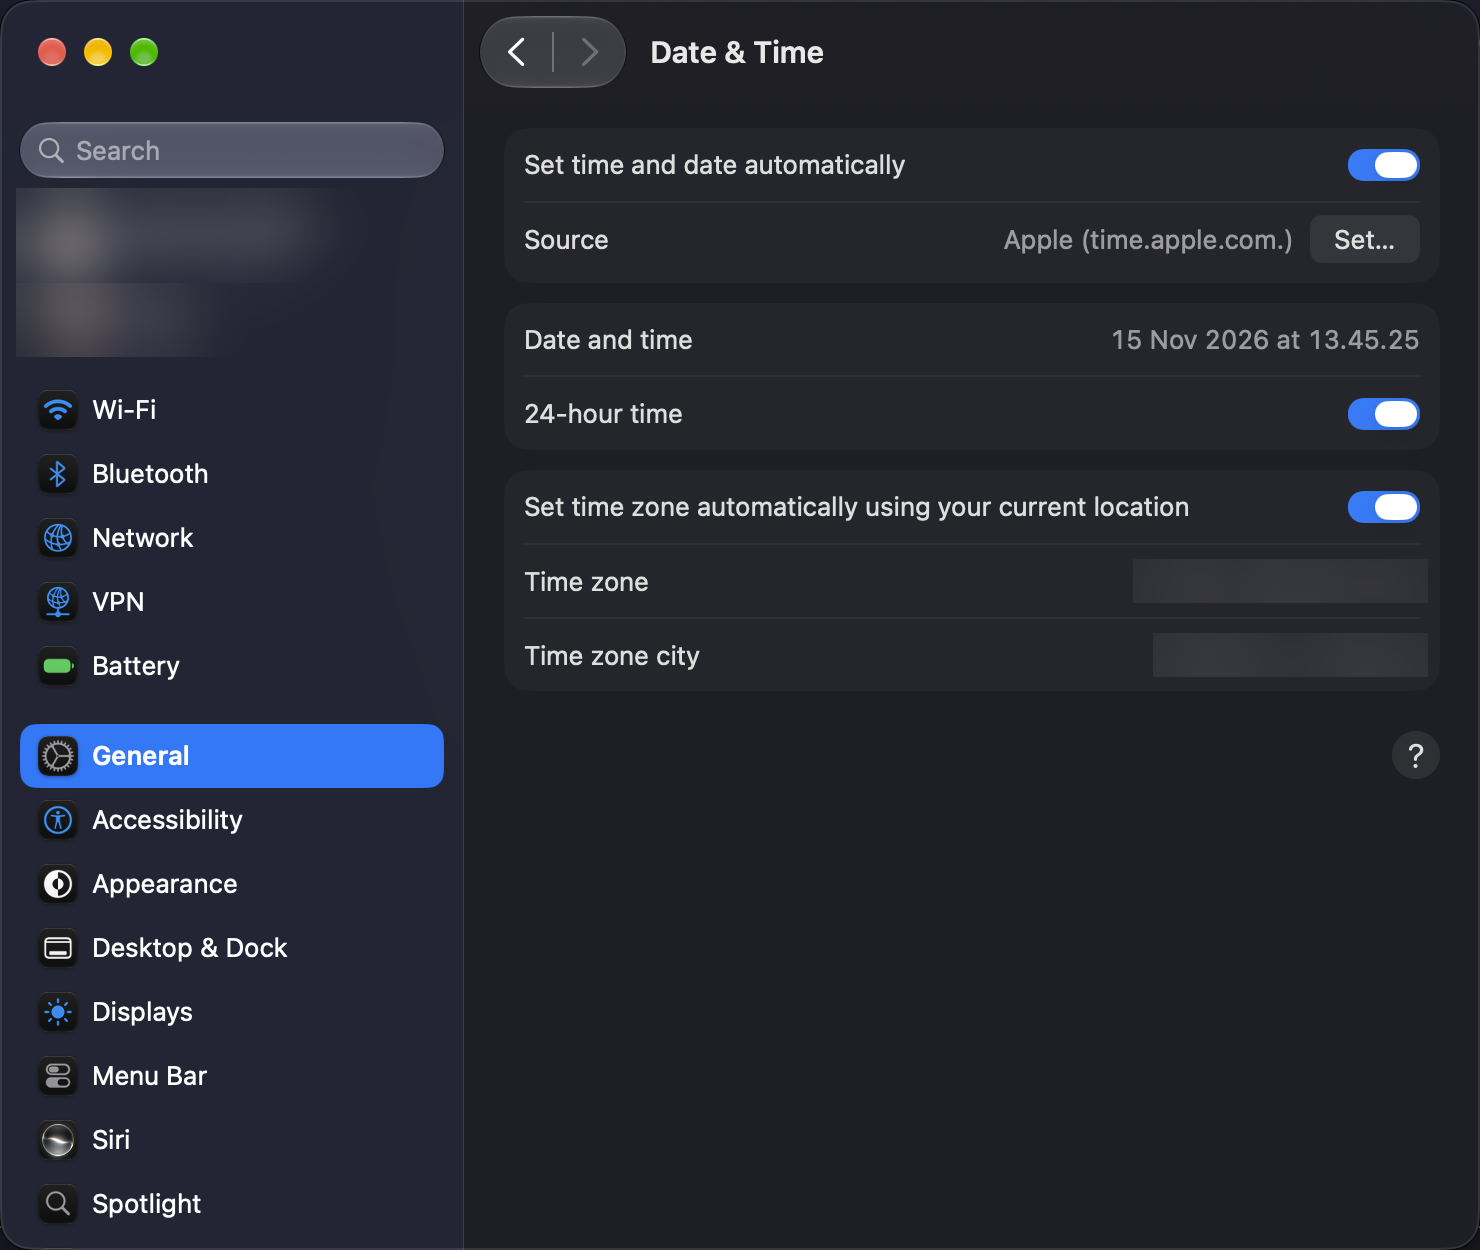 Date & Time
Search
Wi-Fi
Bluetooth
Network
VPN
Battery
General
Accessibility
Appearance
Desktop & Dock
Displays
Menu Bar
Siri
Spotlight
Set time and date automatically
Source Apple (time.apple.com.) Set...
Date and time 15 Nov 2026 at 13.45.25
24-hour time
Set time zone automatically using your current location
Time zone
Time zone city
?